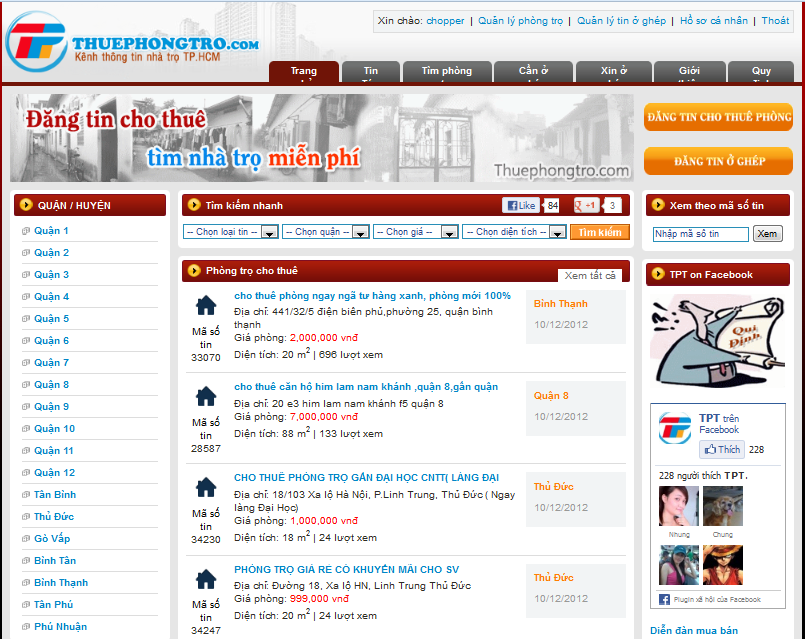 THUEPHONGTRO.COM
Kênh thông tin nhà trọ TP.HCM
Xin chào: chopper | Quản lý phòng trọ | Quản lý tin ở ghép | Hồ sơ cá nhân | Thoát
Trang
Tin
Tìm phòng
Cần ở
Xin ở
Giới
Quy
Đăng tin cho thuê
tìm nhà trọ miễn phí
Thuephongtro.com
ĐĂNG TIN CHO THUÊ PHÒNG
ĐĂNG TIN Ở GHÉP
QUẬN / HUYỆN
Quận 1
Quận 2
Quận 3
Quận 4
Quận 5
Quận 6
Quận 7
Quận 8
Quận 9
Quận 10
Quận 11
Quận 12
Tân Bình
Thủ Đức
Gò Vấp
Bình Tân
Bình Thạnh
Tân Phú
Phú Nhuận
Tìm kiếm nhanh
Like 84
+1 3
-- Chọn loại tin --
-- Chọn quận --
-- Chọn giá --
-- Chọn diện tích --
Tìm kiếm
Phòng trọ cho thuê
Xem tất cả
Mã số
tin
33070
cho thuê phòng ngay ngã tư hàng xanh, phòng mới 100%
Địa chỉ: 441/32/5 điện biên phủ,phường 25, quận bình
thạnh
Giá phòng: 2,000,000 vnđ
Diện tích: 20 m2 | 696 lượt xem
Bình Thạnh
10/12/2012
Mã số
tin
28587
cho thuê căn hộ him lam nam khánh ,quận 8,gần quận
Địa chỉ: 20 e3 him lam nam khánh f5 quận 8
Giá phòng: 7,000,000 vnđ
Diện tích: 88 m2 | 133 lượt xem
Quận 8
10/12/2012
Mã số
tin
34230
CHO THUÊ PHÒNG TRỌ GẦN ĐẠI HỌC CNTT( LÀNG ĐẠI
Địa chỉ: 18/103 Xa lộ Hà Nội, P.Linh Trung, Thủ Đức ( Ngay
làng Đại Học)
Giá phòng: 1,000,000 vnđ
Diện tích: 18 m2 | 24 lượt xem
Thủ Đức
10/12/2012
Mã số
tin
34247
PHÒNG TRỌ GIÁ RẺ CÓ KHUYẾN MÃI CHO SV
Địa chỉ: Đường 18, Xa lộ HN, Linh Trung Thủ Đức
Giá phòng: 999,000 vnđ
Diện tích: 20 m2 | 24 lượt xem
Thủ Đức
10/12/2012
Xem theo mã số tin
Nhập mã số tin
Xem
TPT on Facebook
Qui
Định
TPT trên
Facebook
Thích 228
228 người thích TPT.
Nhung
Chung
Plugin xã hội của Facebook
Diễn đàn mua bán